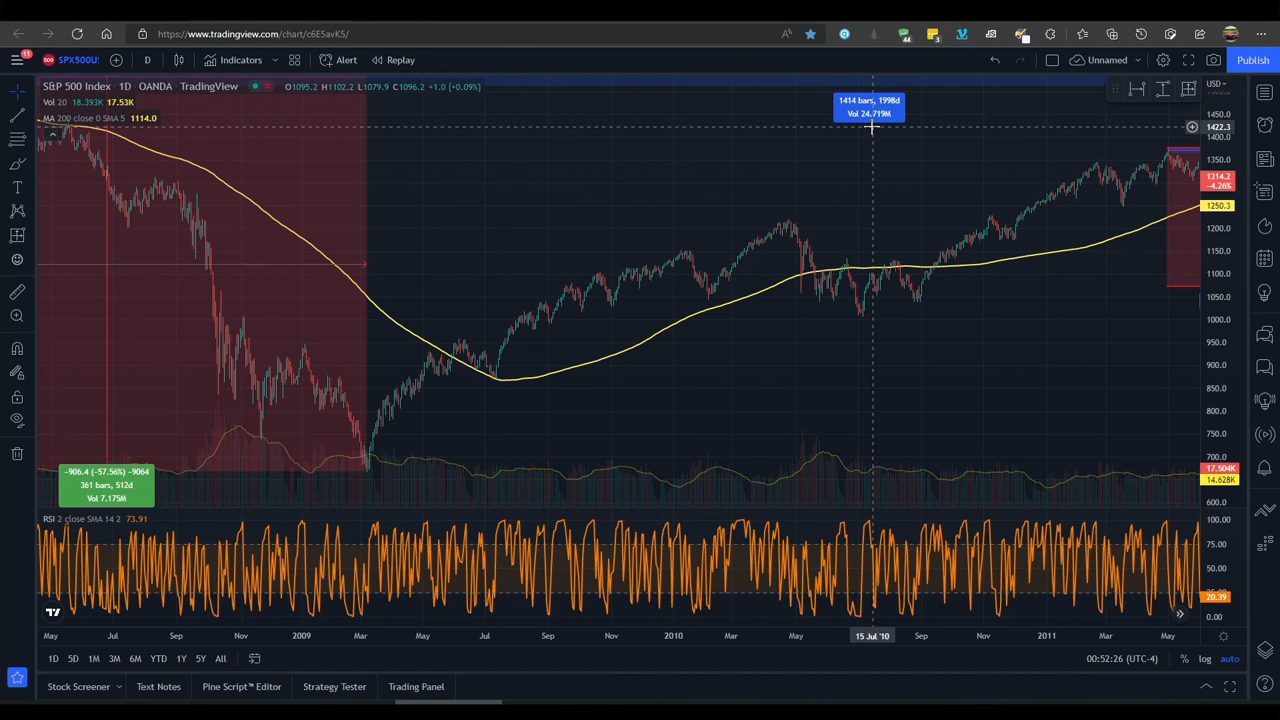 https://www.tradingview.com/chart/c6E5avK5/
11
500 SPX500U
D
Indicators
Alert
Replay
Unnamed
Publish
S&P 500 Index 1D OANDA TradingView O1095.2 H1102.2 L1079.9 C1096.2 +1.0 (+0.09%)
Vol 20 18.393K 17.53K
MA 200 close 0 SMA 5 1114.0
1414 bars, 1998d
Vol 24.719M
USD
1450.0
1422.3
1400.0
1350.0
1314.2
−4.26%
1250.3
1200.0
1150.0
1100.0
1050.0
1000.0
950.0
900.0
850.0
800.0
750.0
700.0
17.504K
14.628K
600.0
−906.4 (−57.56%) −9064
361 bars, 512d
Vol 7.175M
RSI 2 close SMA 14 2 73.91
100.00
75.00
50.00
20.39
0.00
May Jul Sep Nov 2009 Mar May Jul Sep Nov 2010 Mar May 15 Jul '10 Sep Nov 2011 Mar May
1D 5D 1M 3M 6M YTD 1Y 5Y All
00:52:26 (UTC-4) % log auto
Stock Screener Text Notes Pine Script™ Editor Strategy Tester Trading Panel